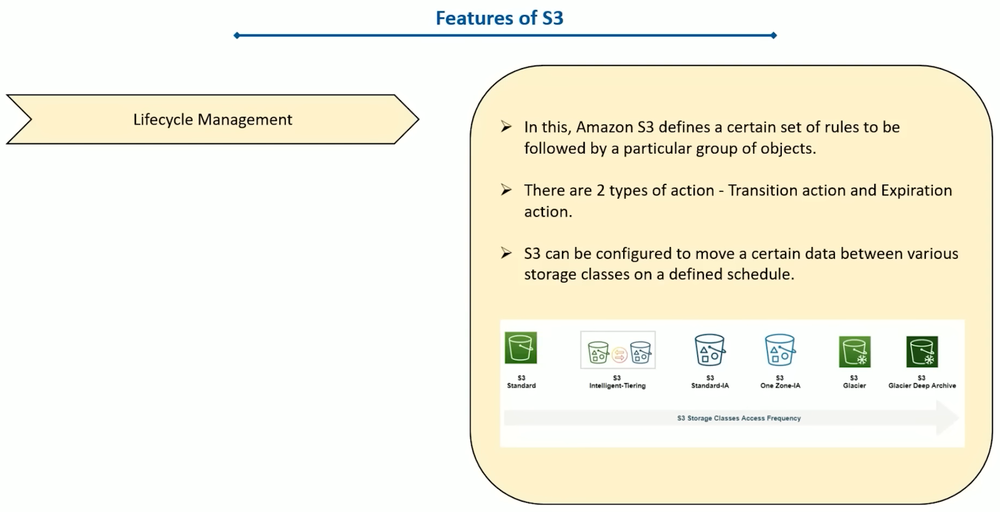 Features of S3
Lifecycle Management
In this, Amazon S3 defines a certain set of rules to be
followed by a particular group of objects.
There are 2 types of action - Transition action and Expiration
action.
S3 can be configured to move a certain data between various
storage classes on a defined schedule.
S3
Standard
S3
Intelligent-Tiering
S3
Standard-IA
S3
One Zone-IA
S3
Glacier
S3
Glacier Deep Archive
S3 Storage Classes Access Frequency